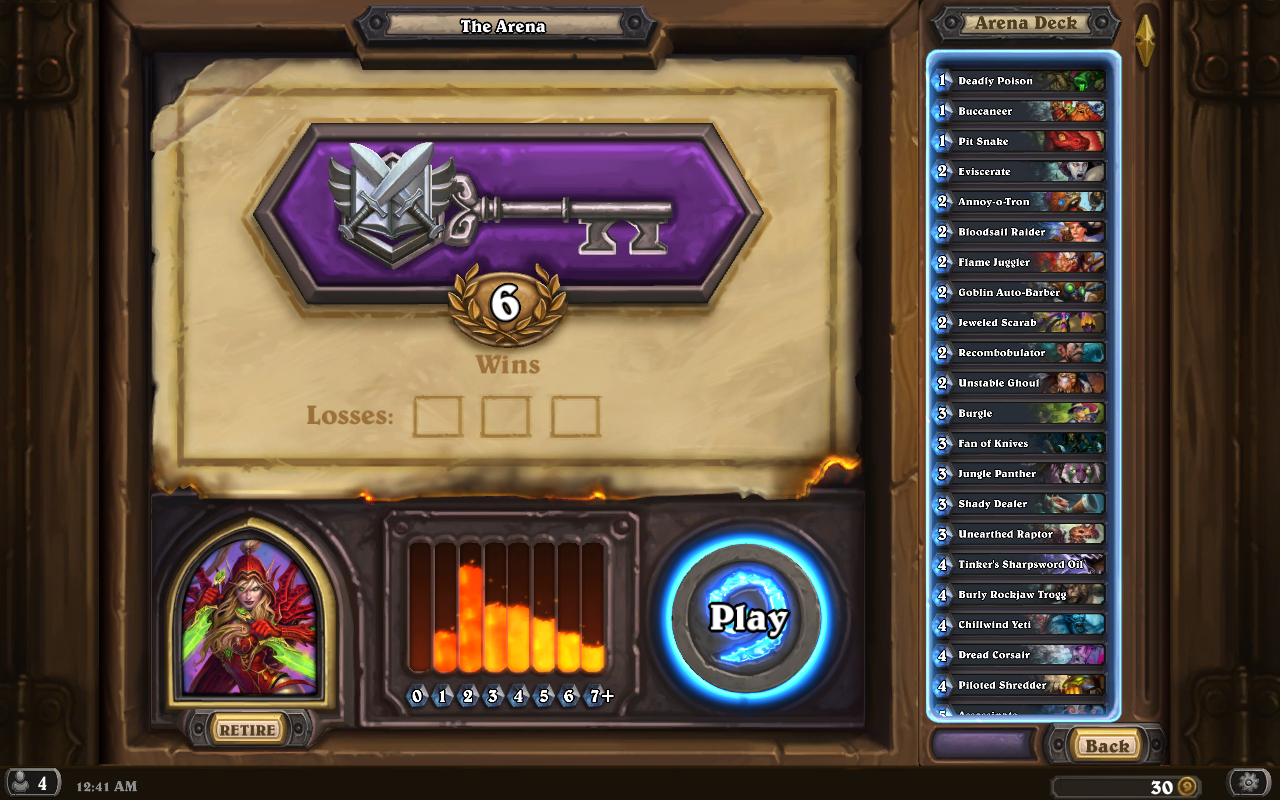 The Arena
6
Wins
Losses:
0 1 2 3 4 5 6 7+
Play
RETIRE
Arena Deck
1 Deadly Poison
1 Buccaneer
1 Pit Snake
2 Eviscerate
2 Annoy-o-Tron
2 Bloodsail Raider
2 Flame Juggler
2 Goblin Auto-Barber
2 Jeweled Scarab
2 Recombobulator
2 Unstable Ghoul
3 Burgle
3 Fan of Knives
3 Jungle Panther
3 Shady Dealer
3 Unearthed Raptor
4 Tinker's Sharpsword Oil
4 Burly Rockjaw Trogg
4 Chillwind Yeti
4 Dread Corsair
4 Piloted Shredder
Back
4
12:41 AM
30